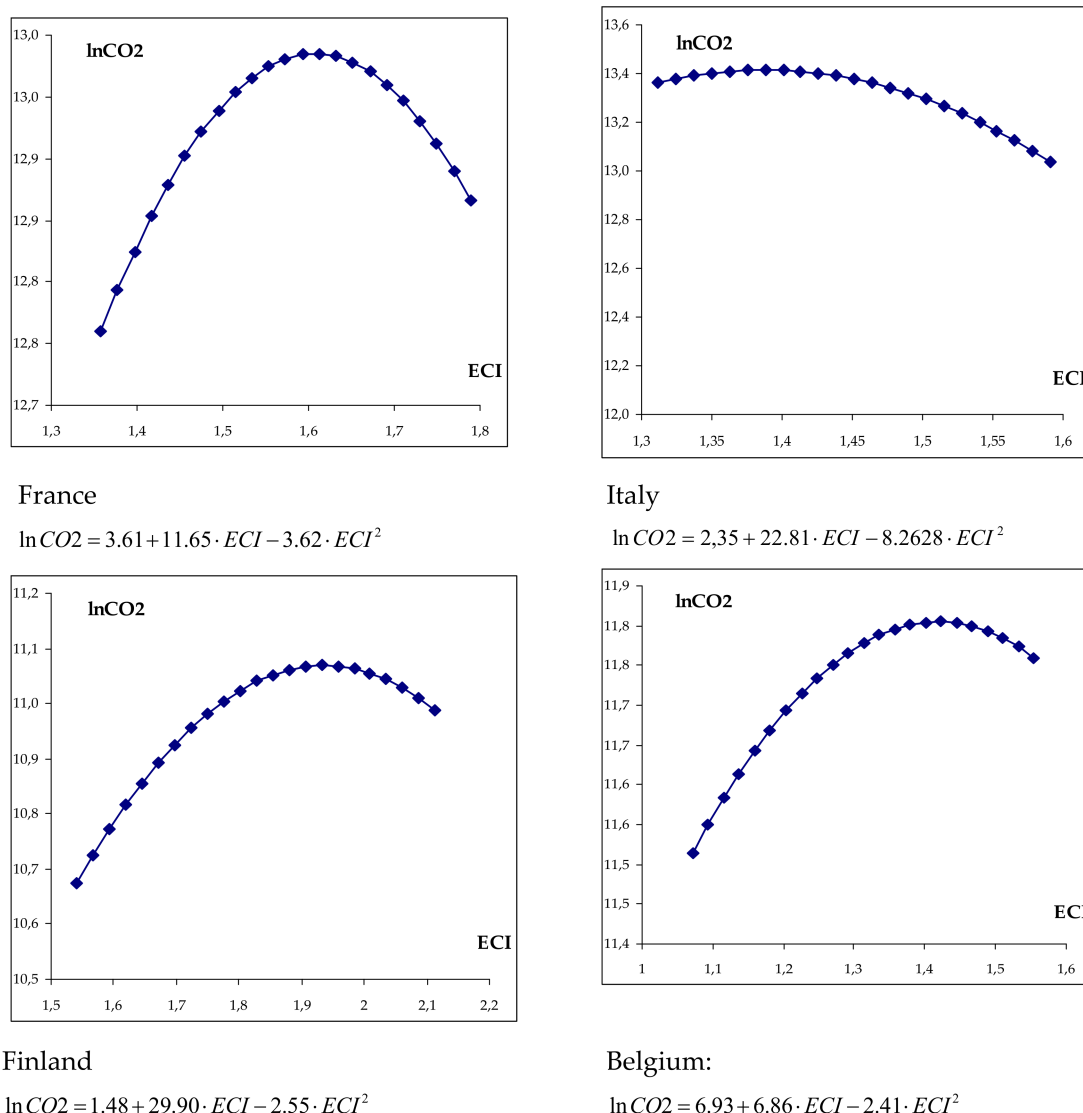 lnCO2
13,0
13,0
12,9
12,9
12,8
12,8
12,7
ECI
1,3 1,4 1,5 1,6 1,7 1,8
France
ln CO2 = 3.61 + 11.65 · ECI − 3.62 · ECI²
lnCO2
13,6
13,4
13,2
13,0
12,8
12,6
12,4
12,2
12,0
ECI
1,3 1,35 1,4 1,45 1,5 1,55 1,6
Italy
ln CO2 = 2,35 + 22.81 · ECI − 8.2628 · ECI²
lnCO2
11,2
11,1
11,0
10,9
10,8
10,7
10,6
10,5
ECI
1,5 1,6 1,7 1,8 1,9 2 2,1 2,2
Finland
ln CO2 = 1.48 + 29.90 · ECI − 2.55 · ECI²
lnCO2
11,9
11,8
11,8
11,7
11,7
11,6
11,6
11,5
11,5
11,4
ECI
1 1,1 1,2 1,3 1,4 1,5 1,6
Belgium:
ln CO2 = 6.93 + 6.86 · ECI − 2.41 · ECI²